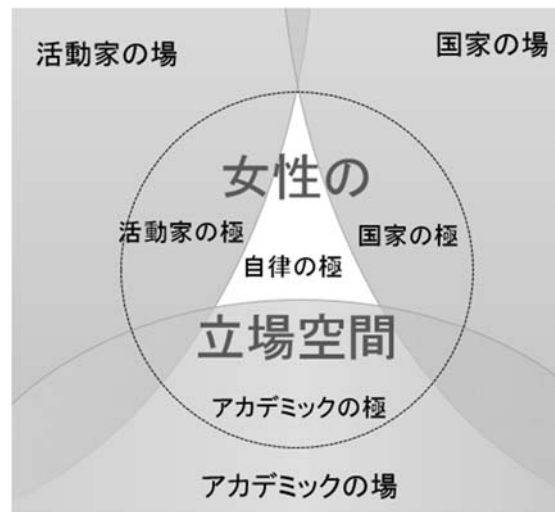 活動家の場
国家の場
女性の
活動家の極
国家の極
自律の極
立場空間
アカデミックの極
アカデミックの場